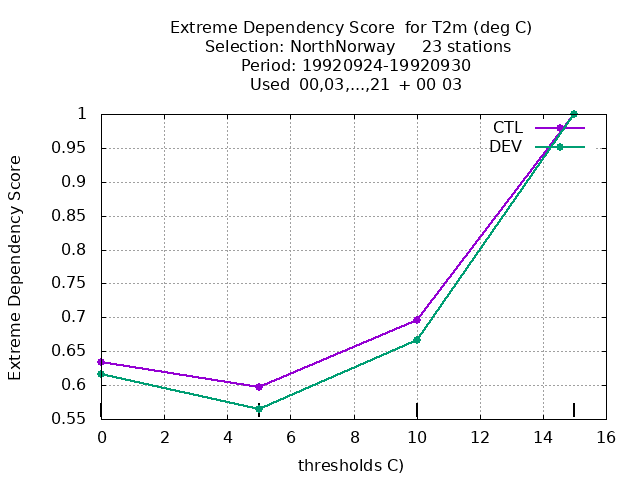 Extreme Dependency Score  for T2m (deg C)
Selection: NorthNorway     23 stations
Period: 19920924-19920930
Used  00,03,...,21  + 00 03
CTL
DEV
Extreme Dependency Score
1
0.95
0.9
0.85
0.8
0.75
0.7
0.65
0.6
0.55
0 2 4 6 8 10 12 14 16
thresholds C)